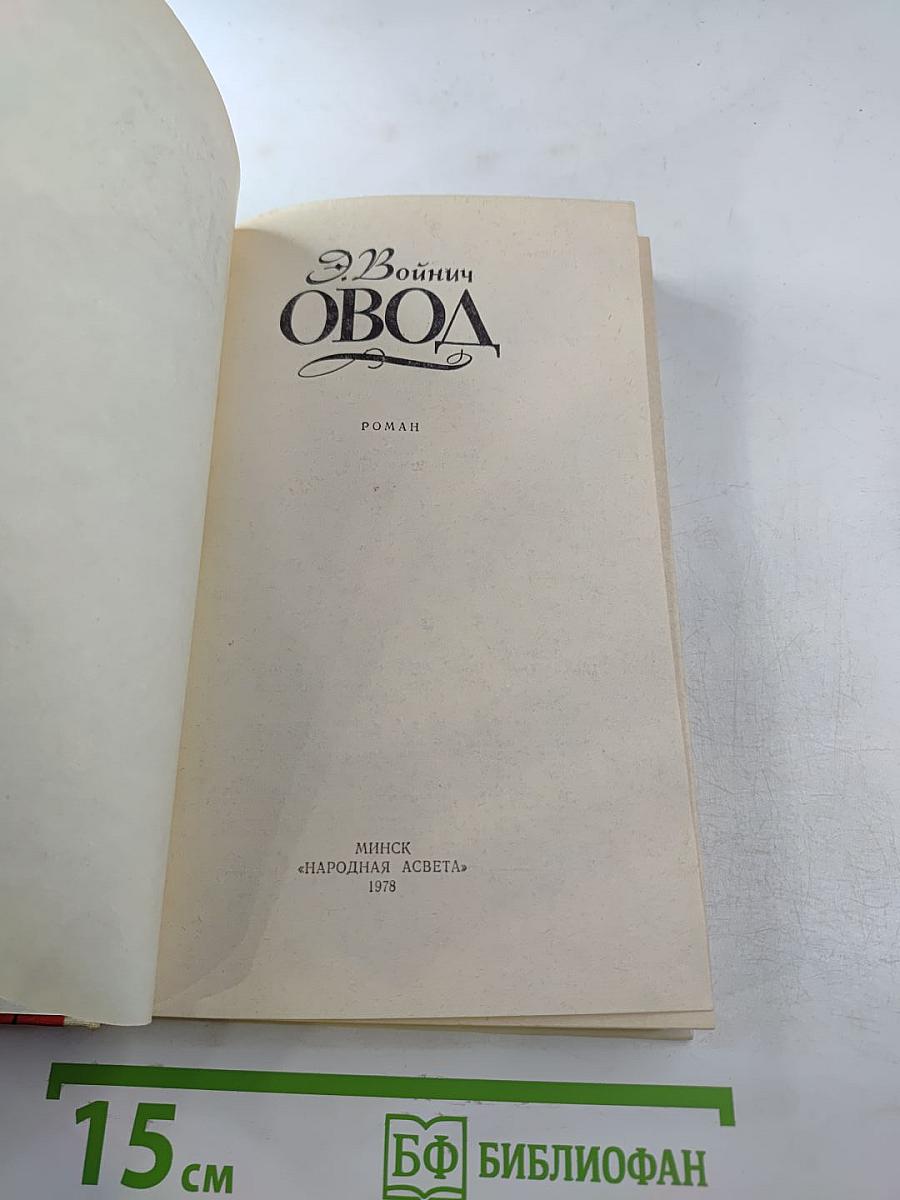 Э. Войнич
ОВОД
РОМАН
МИНСК
«НАРОДНАЯ АСВЕТА»
1978
15 см
БФ БИБЛИОФАН